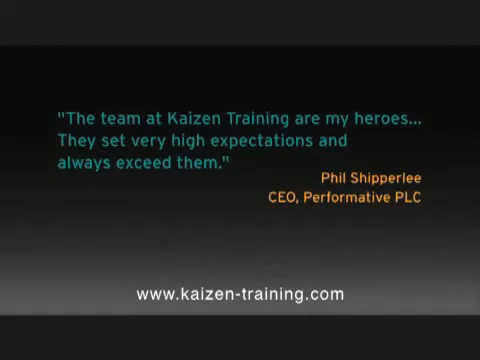 "The team at Kaizen Training are my heroes...
They set very high expectations and
always exceed them."
Phil Shipperlee
CEO, Performative PLC
www.kaizen-training.com